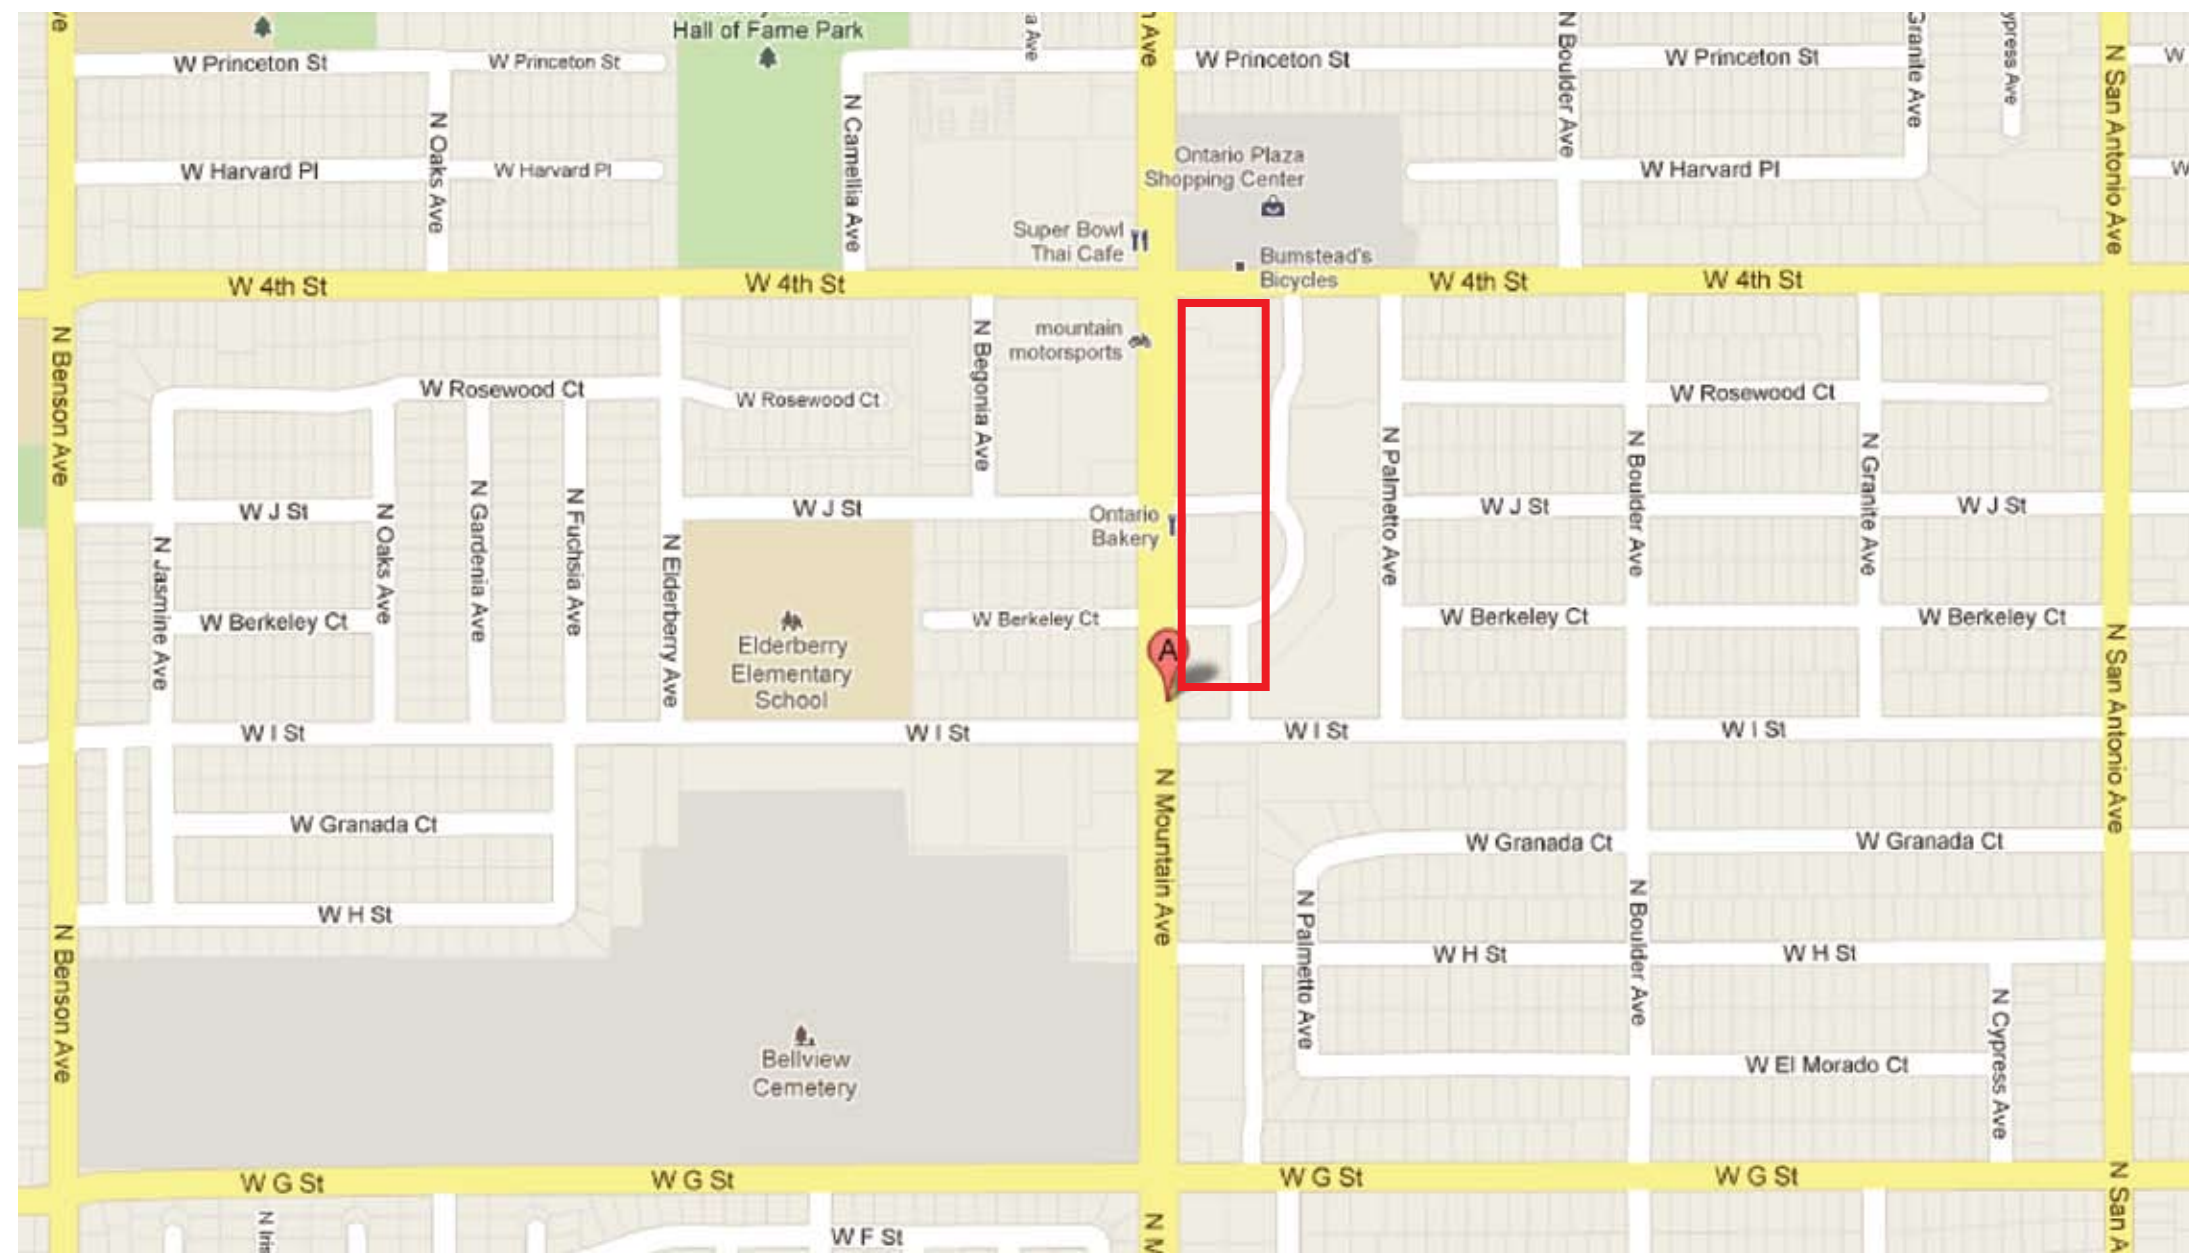 Hall of Fame Park
W Princeton St
W Princeton St
a Ave
Ave
W Princeton St
N Boulder Ave
W Princeton St
Granite Ave
ypress Ave
N San Antonio Ave
W
N Oaks Ave
N Camellia Ave
W Harvard Pl
W Harvard Pl
Ontario Plaza
Shopping Center
W Harvard Pl
W
Super Bowl
Thai Cafe
Bumstead's
Bicycles
W 4th St
W 4th St
W 4th St
W 4th St
N Benson Ave
N Begonia Ave
mountain
motorsports
W Rosewood Ct
W Rosewood Ct
W Rosewood Ct
N Palmetto Ave
N Boulder Ave
N Granite Ave
W J St
W J St
W J St
W J St
Ontario
Bakery
N Jasmine Ave
N Oaks Ave
N Gardenia Ave
N Fuchsia Ave
N Elderberry Ave
W Berkeley Ct
W Berkeley Ct
W Berkeley Ct
W Berkeley Ct
Elderberry
Elementary
School
A
N San Antonio Ave
W I St
W I St
W I St
W I St
N Mountain Ave
W Granada Ct
W Granada Ct
W Granada Ct
W H St
N Benson Ave
N Palmetto Ave
N Boulder Ave
W H St
W H St
N Cypress Ave
Bellview
Cemetery
W El Morado Ct
W G St
W G St
W G St
W G St
N San A
N Iris
W F St
N M